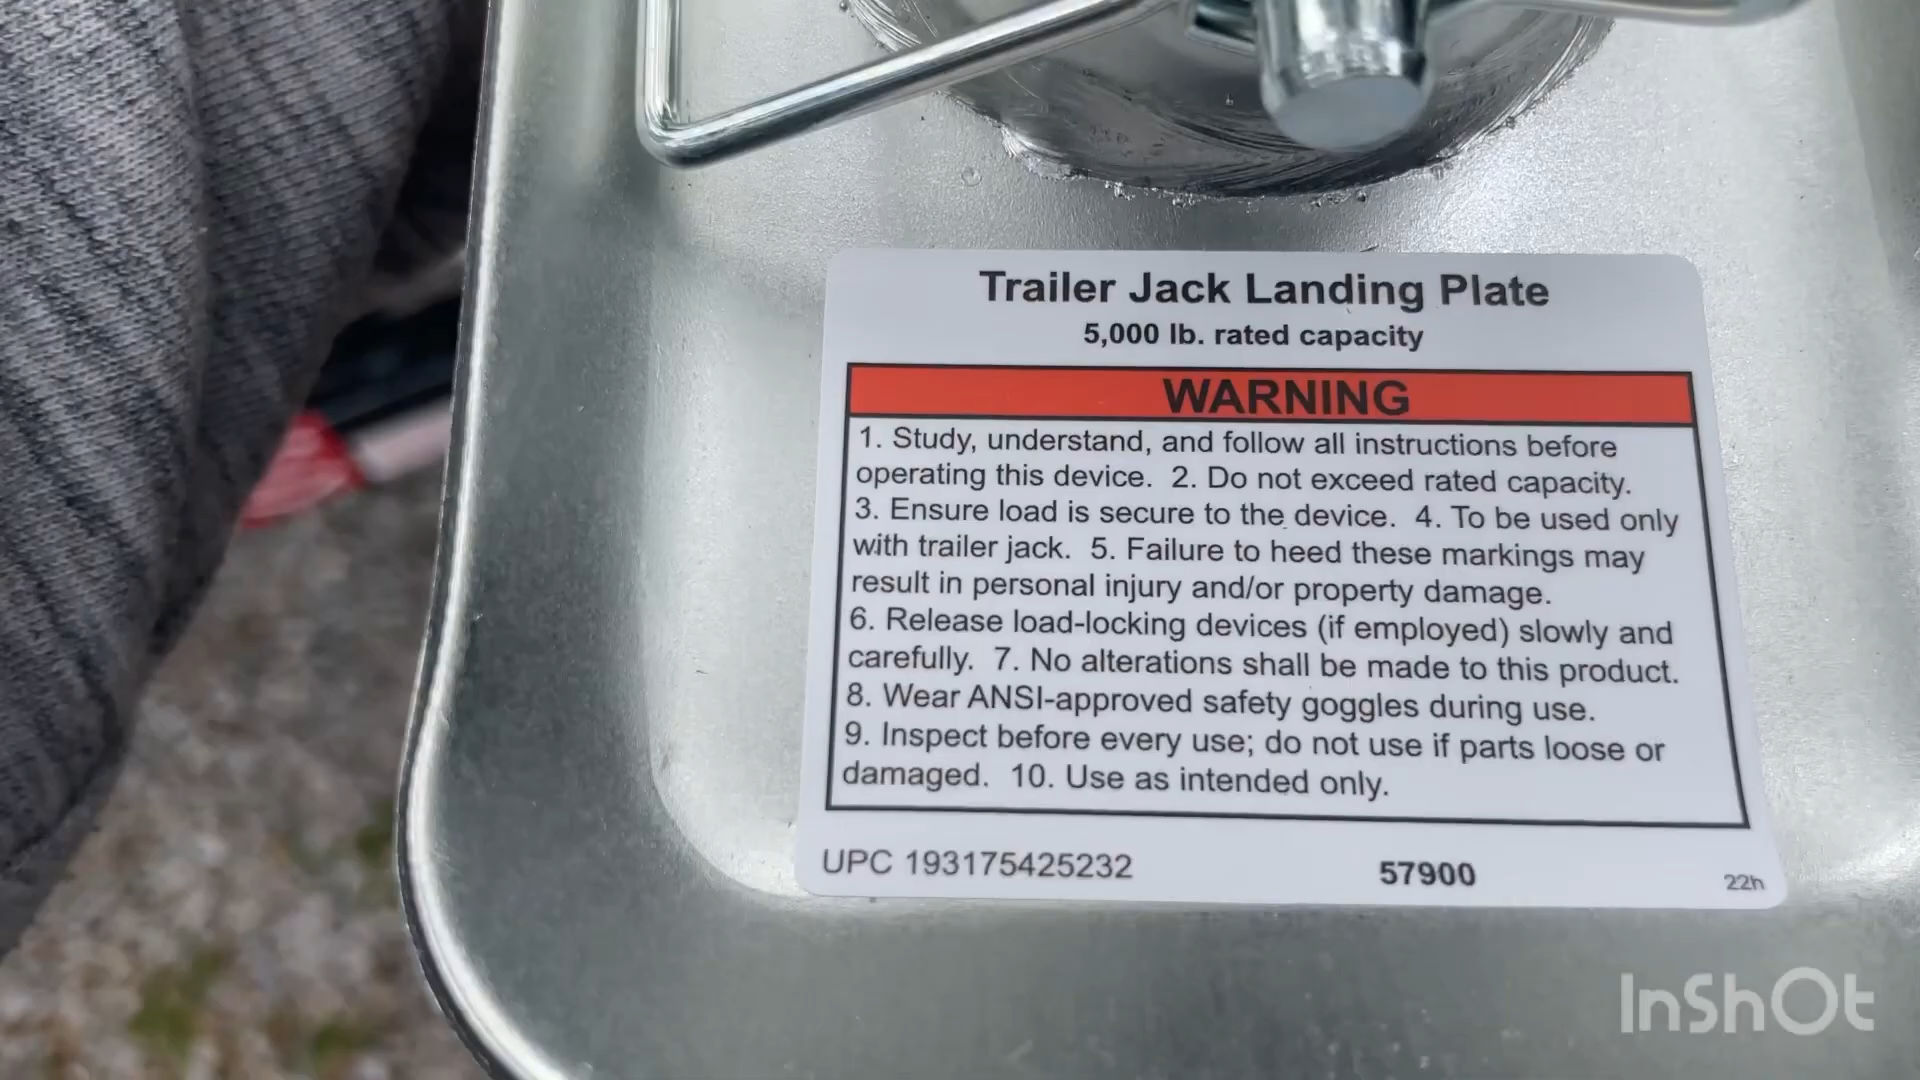 Trailer Jack Landing Plate
5,000 lb. rated capacity
WARNING
1. Study, understand, and follow all instructions before
operating this device. 2. Do not exceed rated capacity.
3. Ensure load is secure to the device. 4. To be used only
with trailer jack. 5. Failure to heed these markings may
result in personal injury and/or property damage.
6. Release load-locking devices (if employed) slowly and
carefully. 7. No alterations shall be made to this product.
8. Wear ANSI-approved safety goggles during use.
9. Inspect before every use; do not use if parts loose or
damaged. 10. Use as intended only.
UPC 193175425232 57900 22h
InShOt